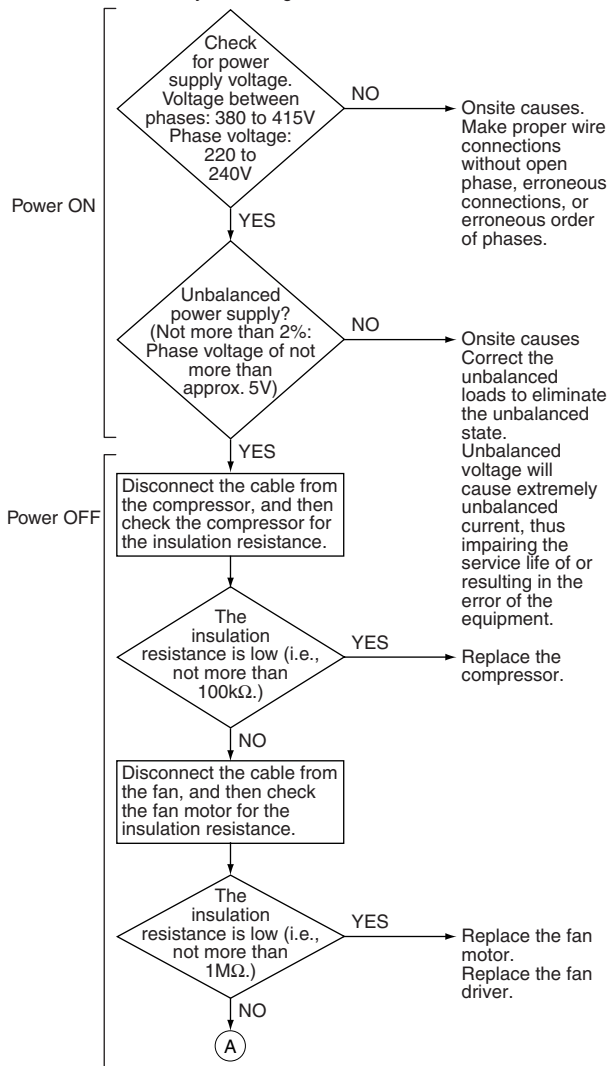 Check
for power
supply voltage.
Voltage between
phases: 380 to 415V
Phase voltage:
220 to
240V
NO
Onsite causes.
Make proper wire
connections
without open
phase, erroneous
connections, or
erroneous order
of phases.
Power ON
YES
Unbalanced
power supply?
(Not more than 2%:
Phase voltage of not
more than
approx. 5V)
NO
Onsite causes
Correct the
unbalanced
loads to eliminate
the unbalanced
state.
Unbalanced
voltage will
cause extremely
unbalanced
current, thus
impairing the
service life of or
resulting in the
error of the
equipment.
YES
Power OFF
Disconnect the cable from
the compressor, and then
check the compressor for
the insulation resistance.
The
insulation
resistance is low (i.e.,
not more than
100kΩ.)
YES
Replace the
compressor.
NO
Disconnect the cable from
the fan, and then check
the fan motor for the
insulation resistance.
The
insulation
resistance is low (i.e.,
not more than
1MΩ.)
YES
Replace the fan
motor.
Replace the fan
driver.
NO
A